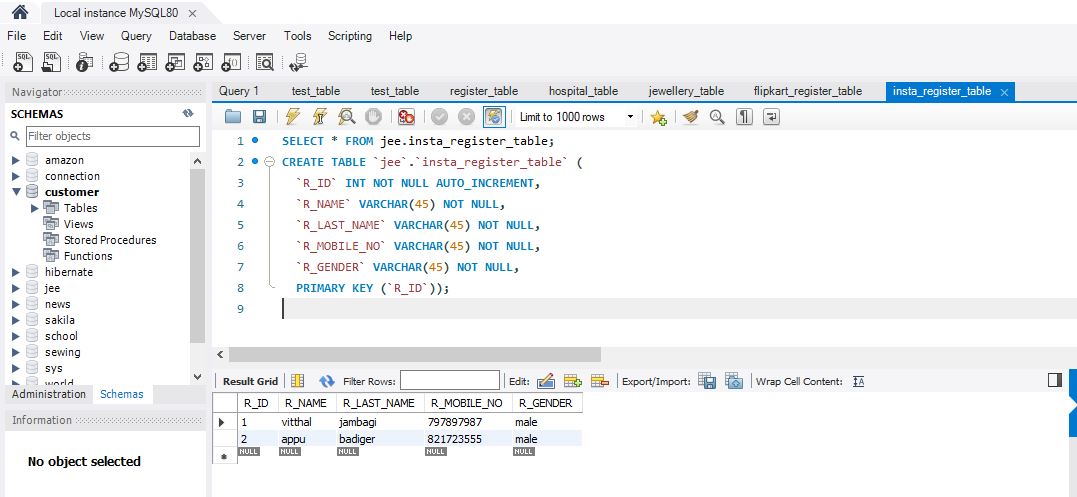 Local instance MySQL80 ×
File Edit View Query Database Server Tools Scripting Help
Navigator
SCHEMAS
Filter objects
amazon
connection
customer
Tables
Views
Stored Procedures
Functions
hibernate
jee
news
sakila
school
sewing
sys
world
Administration Schemas
Information
No object selected
Query 1 test_table test_table register_table hospital_table jewellery_table flipkart_register_table insta_register_table ×
Limit to 1000 rows
1 SELECT * FROM jee.insta_register_table;
2 CREATE TABLE `jee`.`insta_register_table` (
3 `R_ID` INT NOT NULL AUTO_INCREMENT,
4 `R_NAME` VARCHAR(45) NOT NULL,
5 `R_LAST_NAME` VARCHAR(45) NOT NULL,
6 `R_MOBILE_NO` VARCHAR(45) NOT NULL,
7 `R_GENDER` VARCHAR(45) NOT NULL,
8 PRIMARY KEY (`R_ID`));
9
Result Grid Filter Rows: Edit: Export/Import: Wrap Cell Content:
R_ID R_NAME R_LAST_NAME R_MOBILE_NO R_GENDER
1 vitthal jambagi 797897987 male
2 appu badiger 821723555 male
NULL NULL NULL NULL NULL